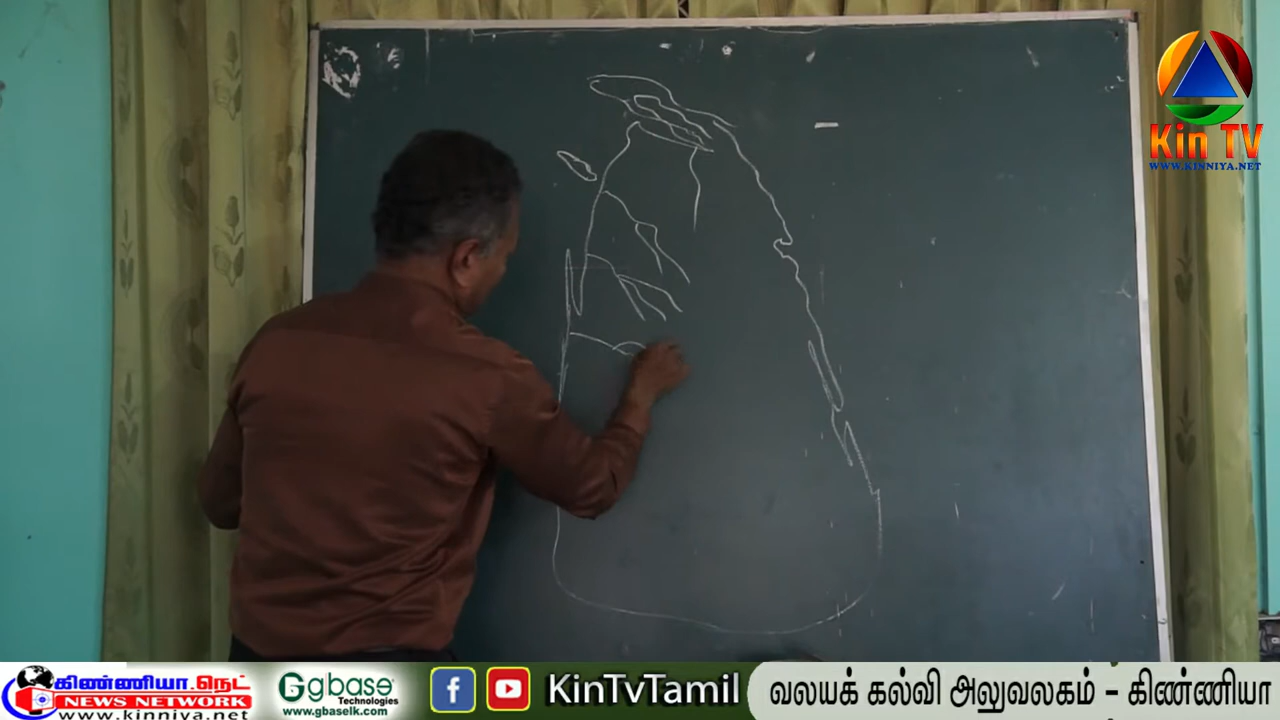 Kin TV
WWW.KINNIYA.NET
கிண்ணியா.நெட்
NEWS NETWORK
www.kinniya.net
Ggbase
Technologies
www.gbaselk.com
KinTvTamil
வலயக் கல்வி அலுவலகம் - கிண்ணியா